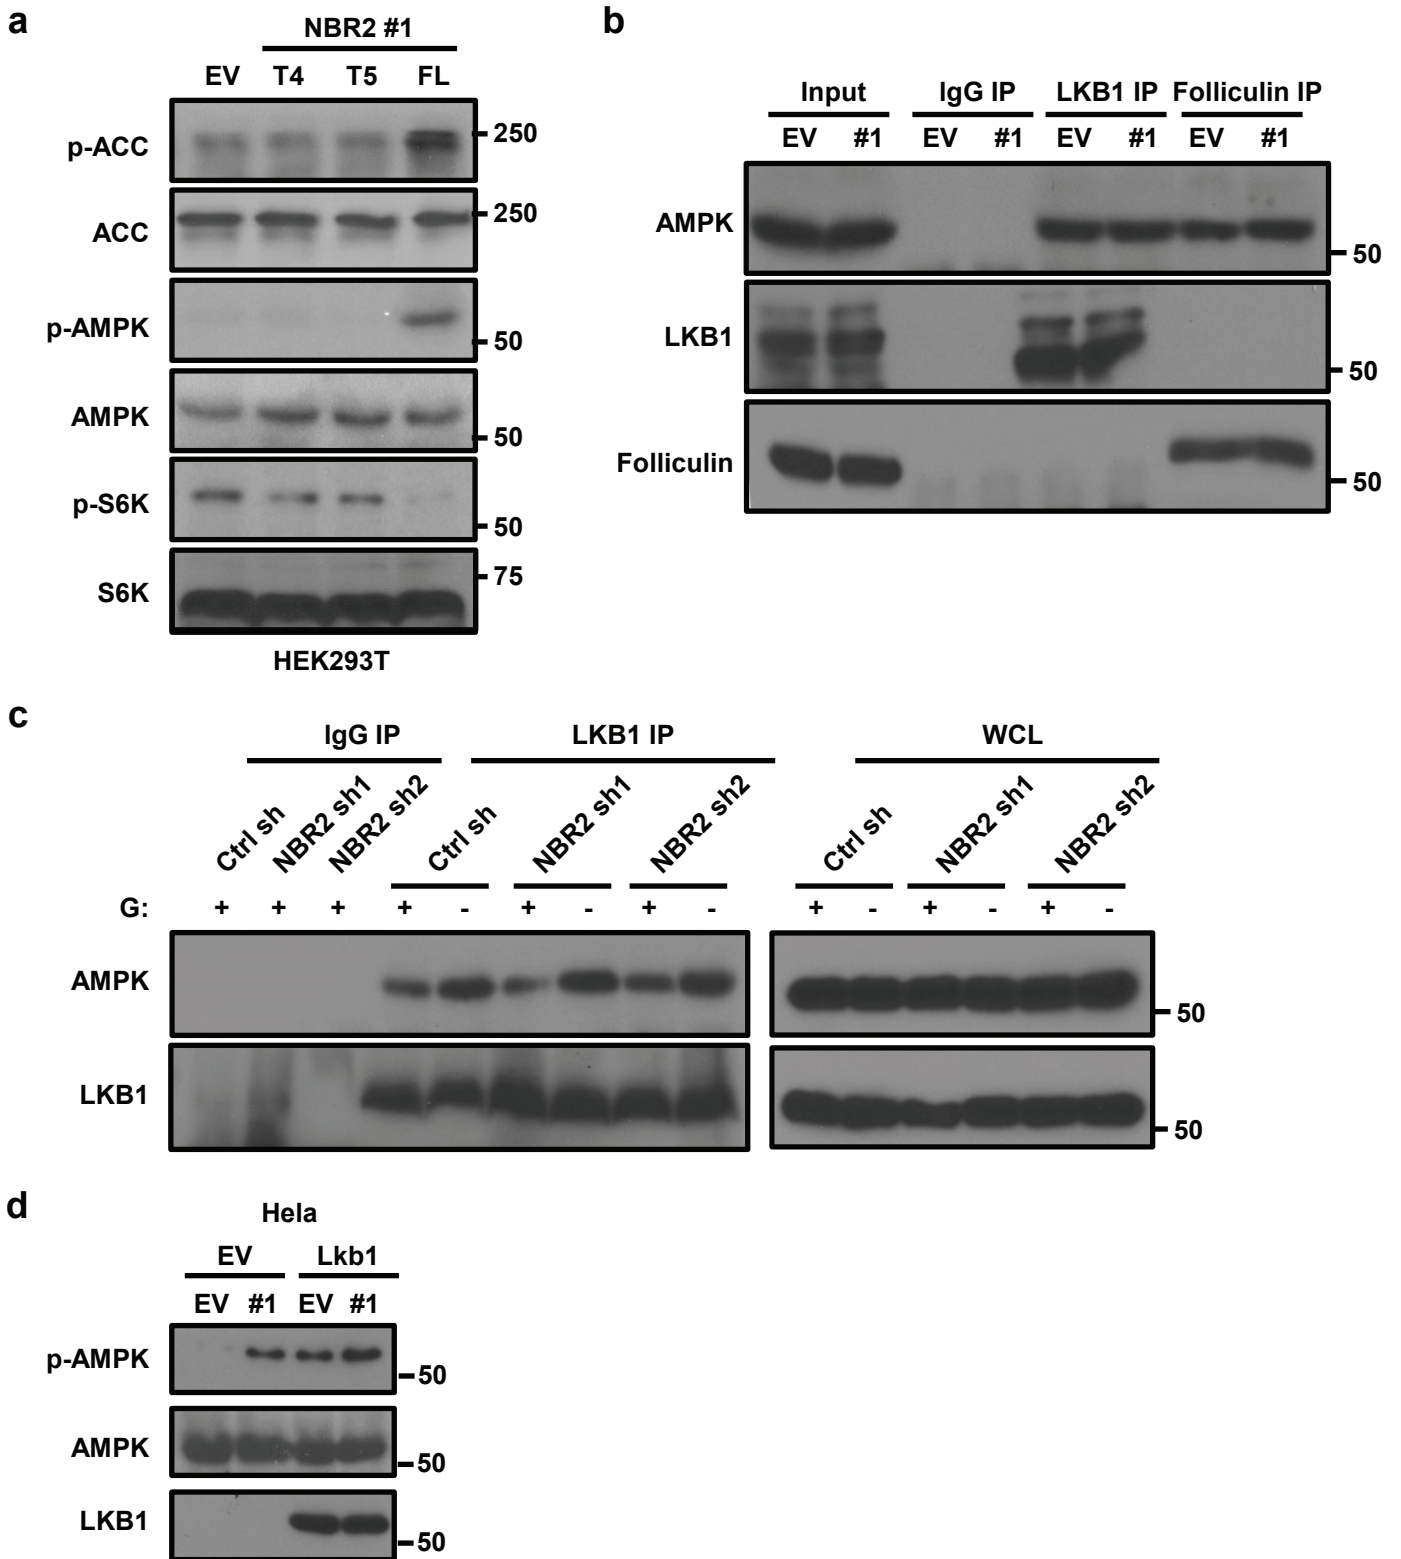 a
NBR2 #1
EV T4 T5 FL
p-ACC 250
ACC 250
p-AMPK 50
AMPK 50
p-S6K 50
S6K 75
HEK293T
b
Input IgG IP LKB1 IP Folliculin IP
EV #1 EV #1 EV #1 EV #1
AMPK 50
LKB1 50
Folliculin 50
c
IgG IP LKB1 IP WCL
Ctrl sh NBR2 sh1 NBR2 sh2 Ctrl sh NBR2 sh1 NBR2 sh2 Ctrl sh NBR2 sh1 NBR2 sh2
G: + + + + - + - + - + - + - + -
AMPK 50
LKB1 50
d
Hela
EV Lkb1
EV #1 EV #1
p-AMPK 50
AMPK 50
LKB1 50